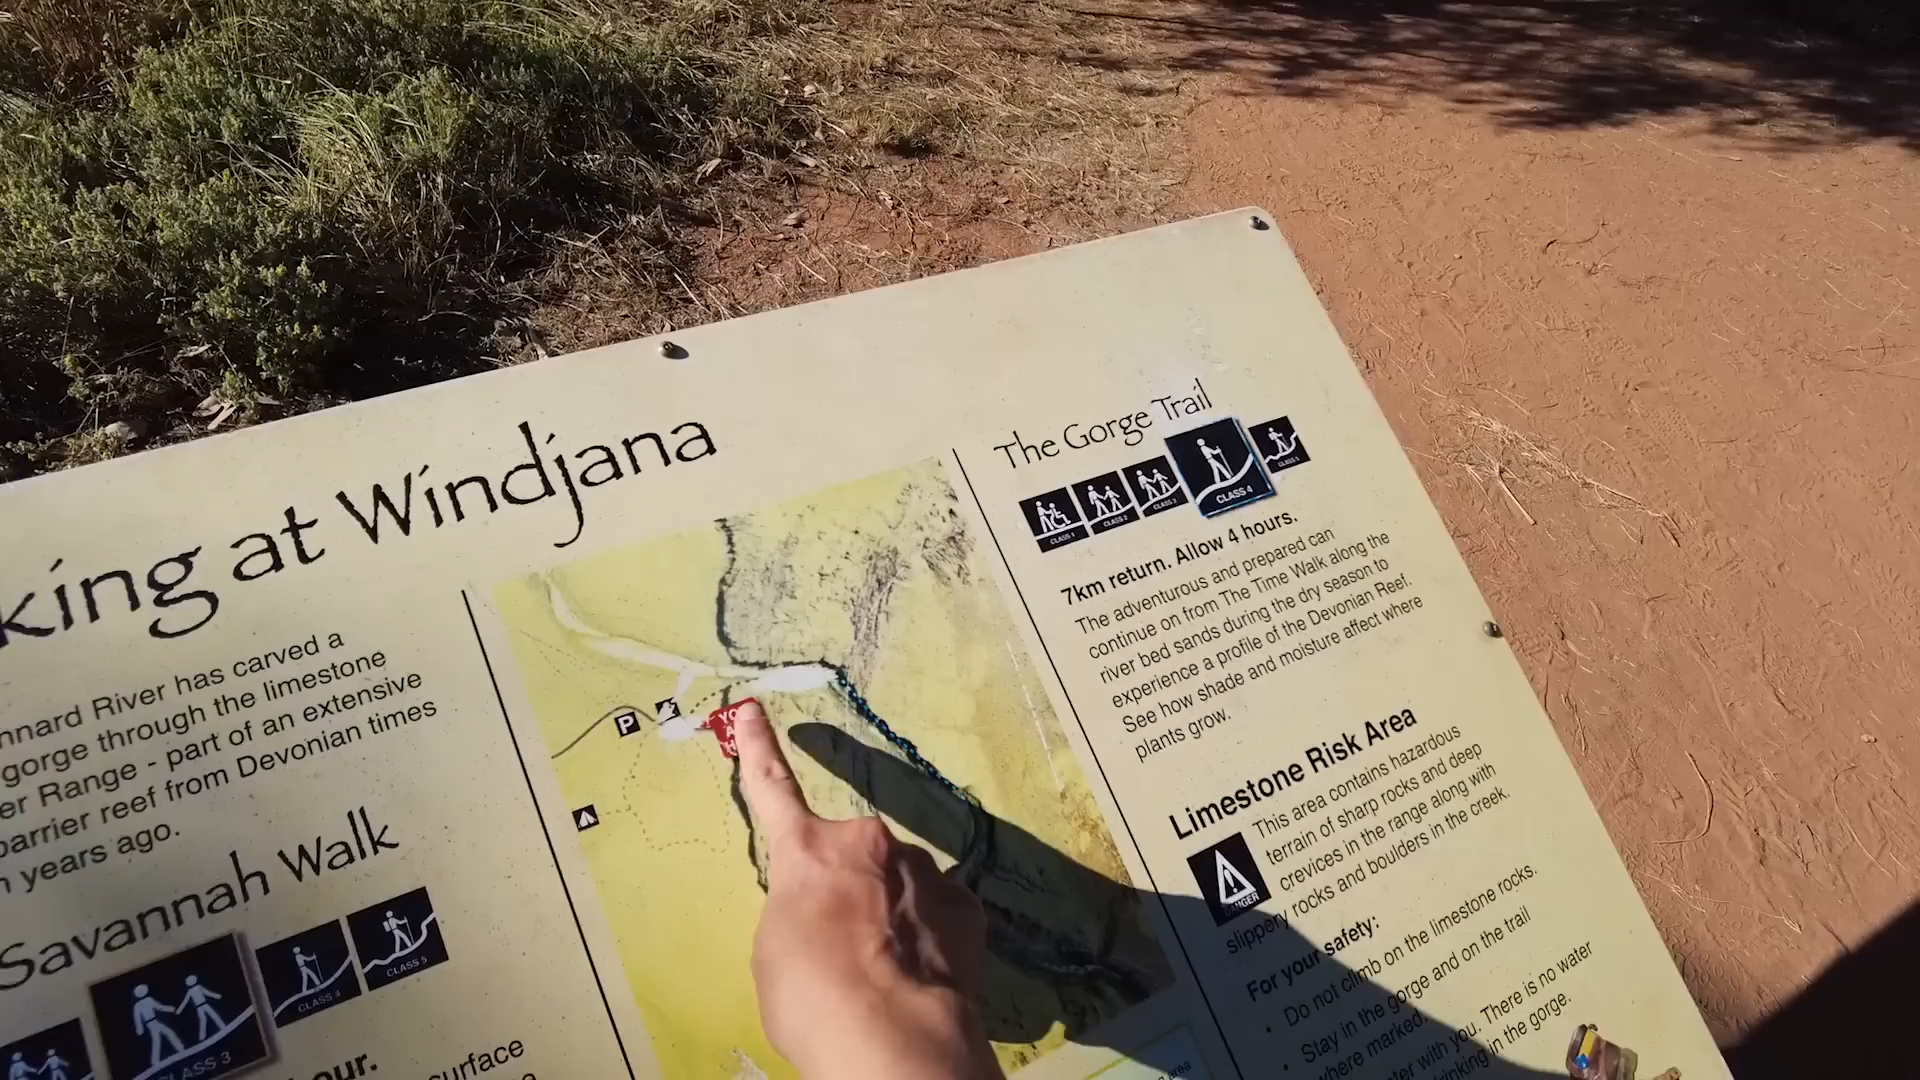 king at Windjana
nnard River has carved a
gorge through the limestone
er Range - part of an extensive
barrier reef from Devonian times
n years ago.
Savannah Walk
CLASS 3
CLASS 4
CLASS 5
our.
surface
P
YO
The Gorge Trail
CLASS 1
CLASS 2
CLASS 3
CLASS 4
CLASS 5
7km return. Allow 4 hours.
The adventurous and prepared can
continue on from The Time Walk along the
river bed sands during the dry season to
experience a profile of the Devonian Reef.
See how shade and moisture affect where
plants grow.
Limestone Risk Area
DANGER
This area contains hazardous
terrain of sharp rocks and deep
crevices in the range along with
slippery rocks and boulders in the creek.
For your safety:
• Do not climb on the limestone rocks.
• Stay in the gorge and on the trail
where marked.
with you. There is no water
drinking in the gorge.
area